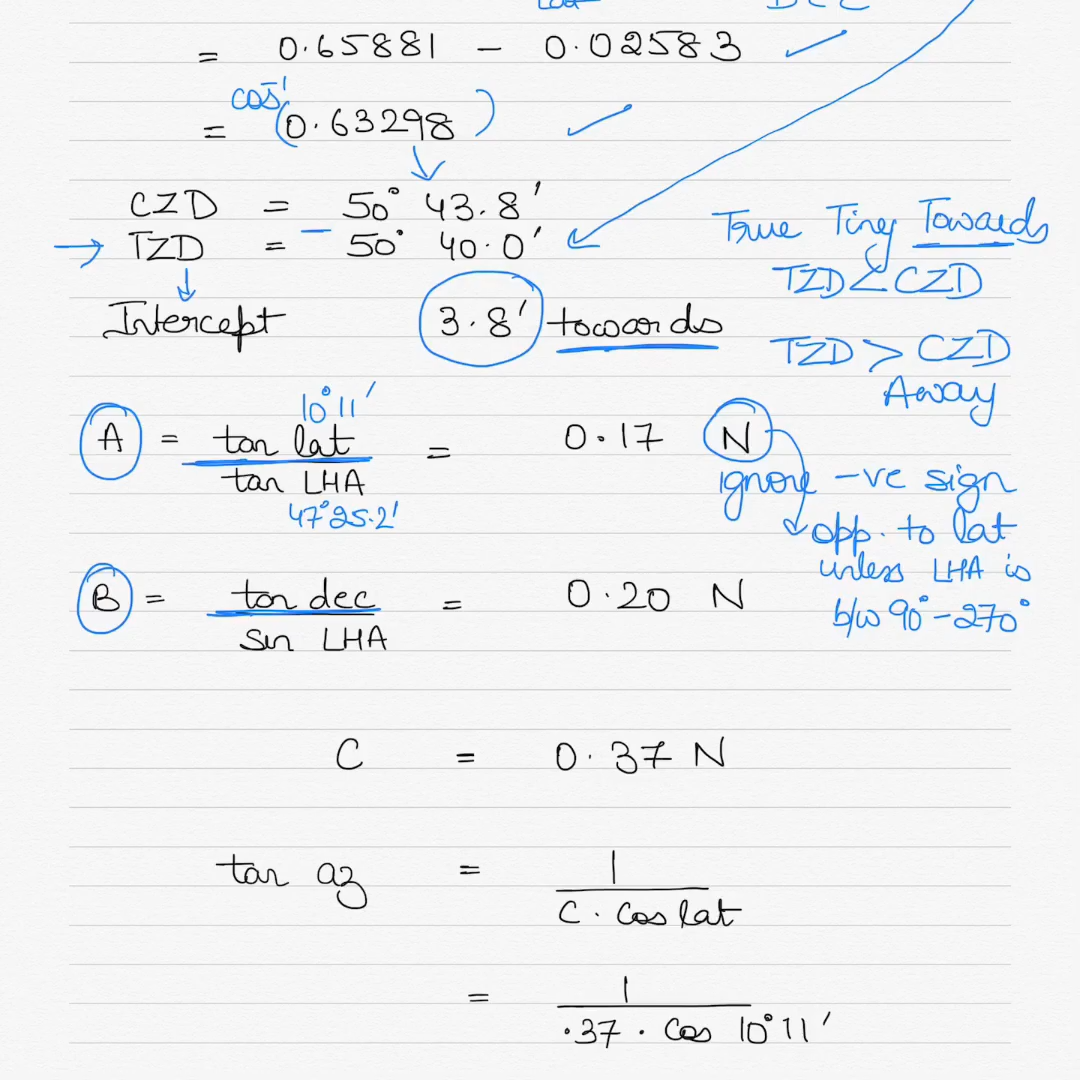 = 0.65881 - 0.02583
cos⁻¹
= (0.63298)
CZD = 50° 43.8'
TZD = 50° 40.0'
True Tiny Towards
TZD < CZD
Intercept 3.8' towards
TZD > CZD
Away
10°11'
A = tan lat / tan LHA = 0.17 N
47°25.2'
ignore -ve sign
opp. to lat
unless LHA is
b/w 90° - 270°
B = tan dec / sin LHA = 0.20 N
C = 0.37 N
tan az = 1 / C . cos lat
= 1 / .37 . cos 10°11'